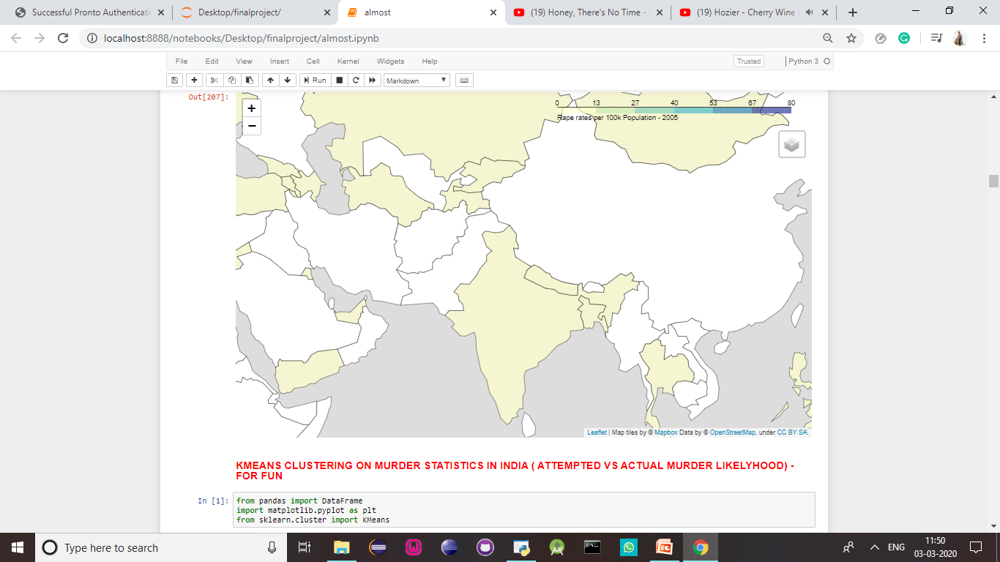 Successful Pronto Authenticati
Desktop/finalproject/
almost
(19) Honey, There's No Time -
(19) Hozier - Cherry Wine
localhost:8888/notebooks/Desktop/finalproject/almost.ipynb
File Edit View Insert Cell Kernel Widgets Help
Trusted
Python 3
Run
Markdown
Out[207]:
+
−
0 13 27 40 53 67 80
Rape rates per 100k Population - 2005
Leaflet | Map tiles by © Mapbox Data by © OpenStreetMap, under CC BY SA.
KMEANS CLUSTERING ON MURDER STATISTICS IN INDIA ( ATTEMPTED VS ACTUAL MURDER LIKELYHOOD) -
FOR FUN
In [1]:
from pandas import DataFrame
import matplotlib.pyplot as plt
from sklearn.cluster import KMeans
Type here to search
ENG
11:50
03-03-2020